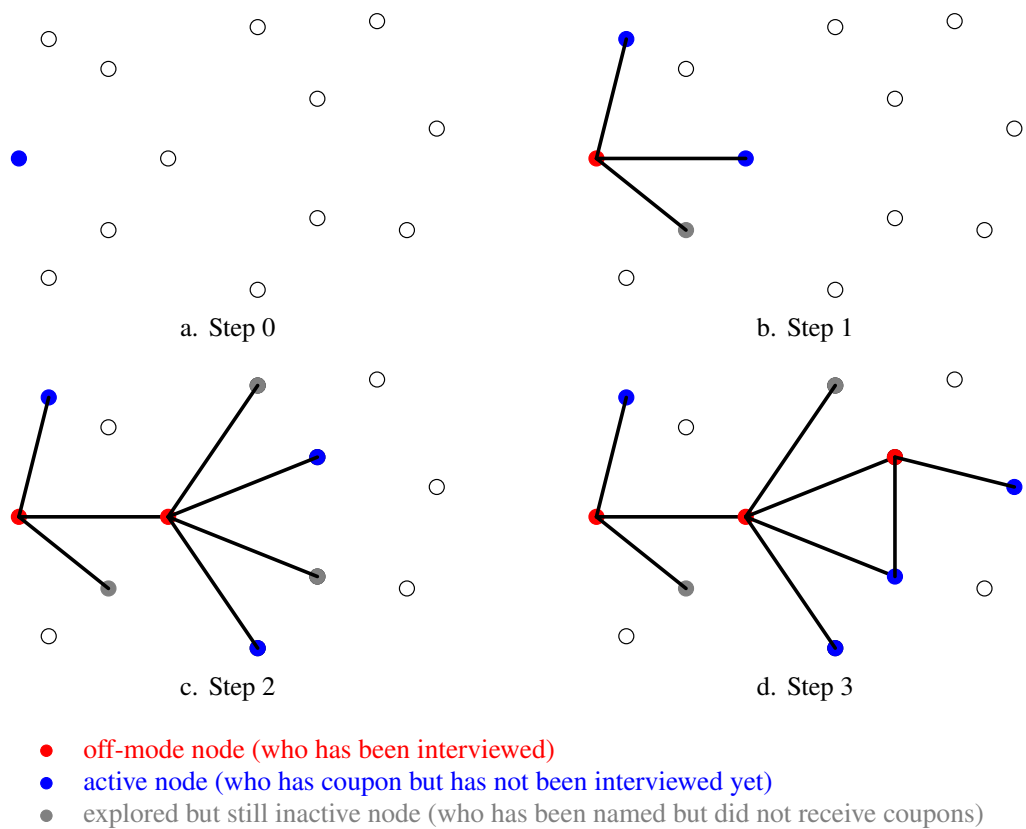 a. Step 0
b. Step 1
c. Step 2
d. Step 3
off-mode node (who has been interviewed)
active node (who has coupon but has not been interviewed yet)
explored but still inactive node (who has been named but did not receive coupons)